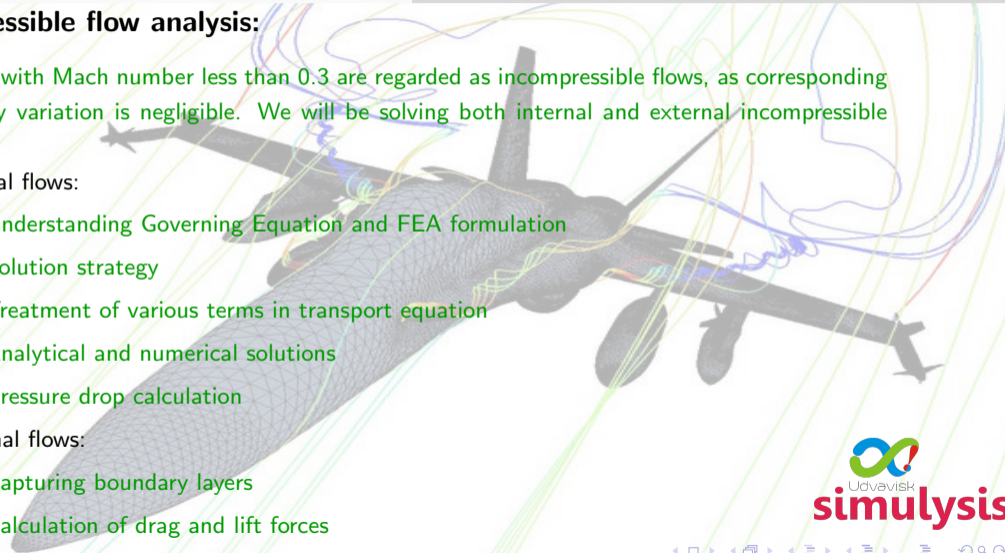 essible flow analysis:
with Mach number less than 0.3 are regarded as incompressible flows, as corresponding
y variation is negligible. We will be solving both internal and external incompressible
al flows:
nderstanding Governing Equation and FEA formulation
olution strategy
reatment of various terms in transport equation
nalytical and numerical solutions
ressure drop calculation
nal flows:
apturing boundary layers
alculation of drag and lift forces
Udvavisk
simulysis